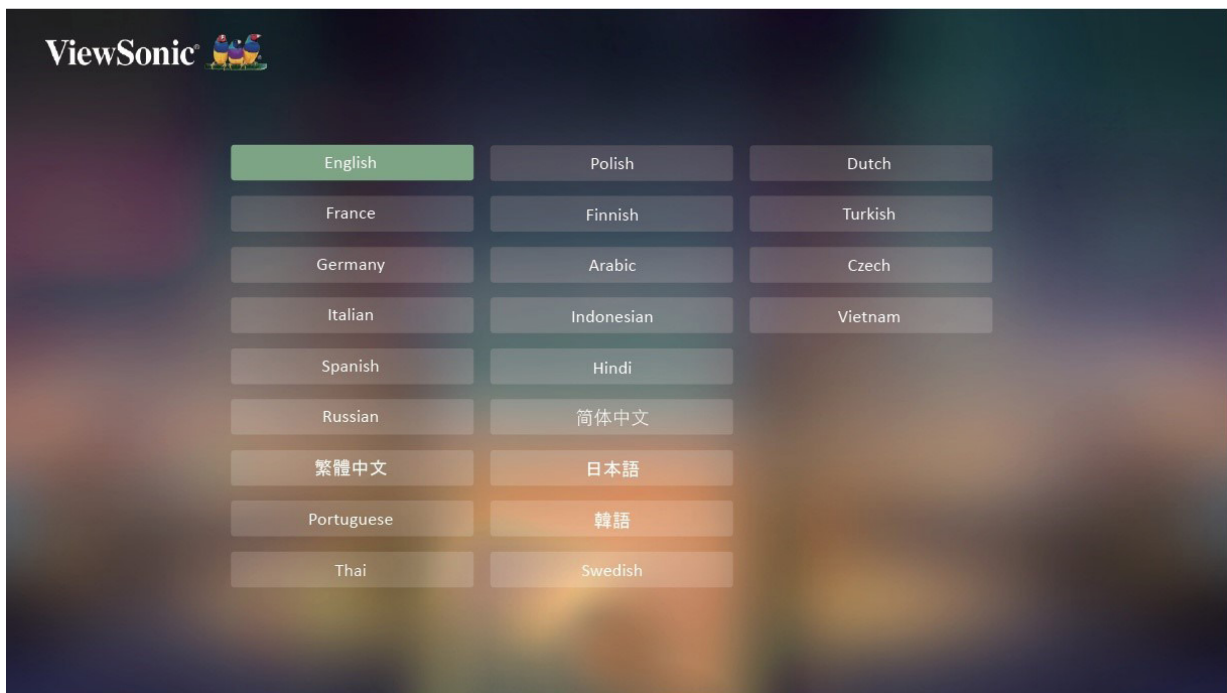 ViewSonic®
English
France
Germany
Italian
Spanish
Russian
繁體中文
Portuguese
Thai
Polish
Finnish
Arabic
Indonesian
Hindi
简体中文
日本語
韓語
Swedish
Dutch
Turkish
Czech
Vietnam